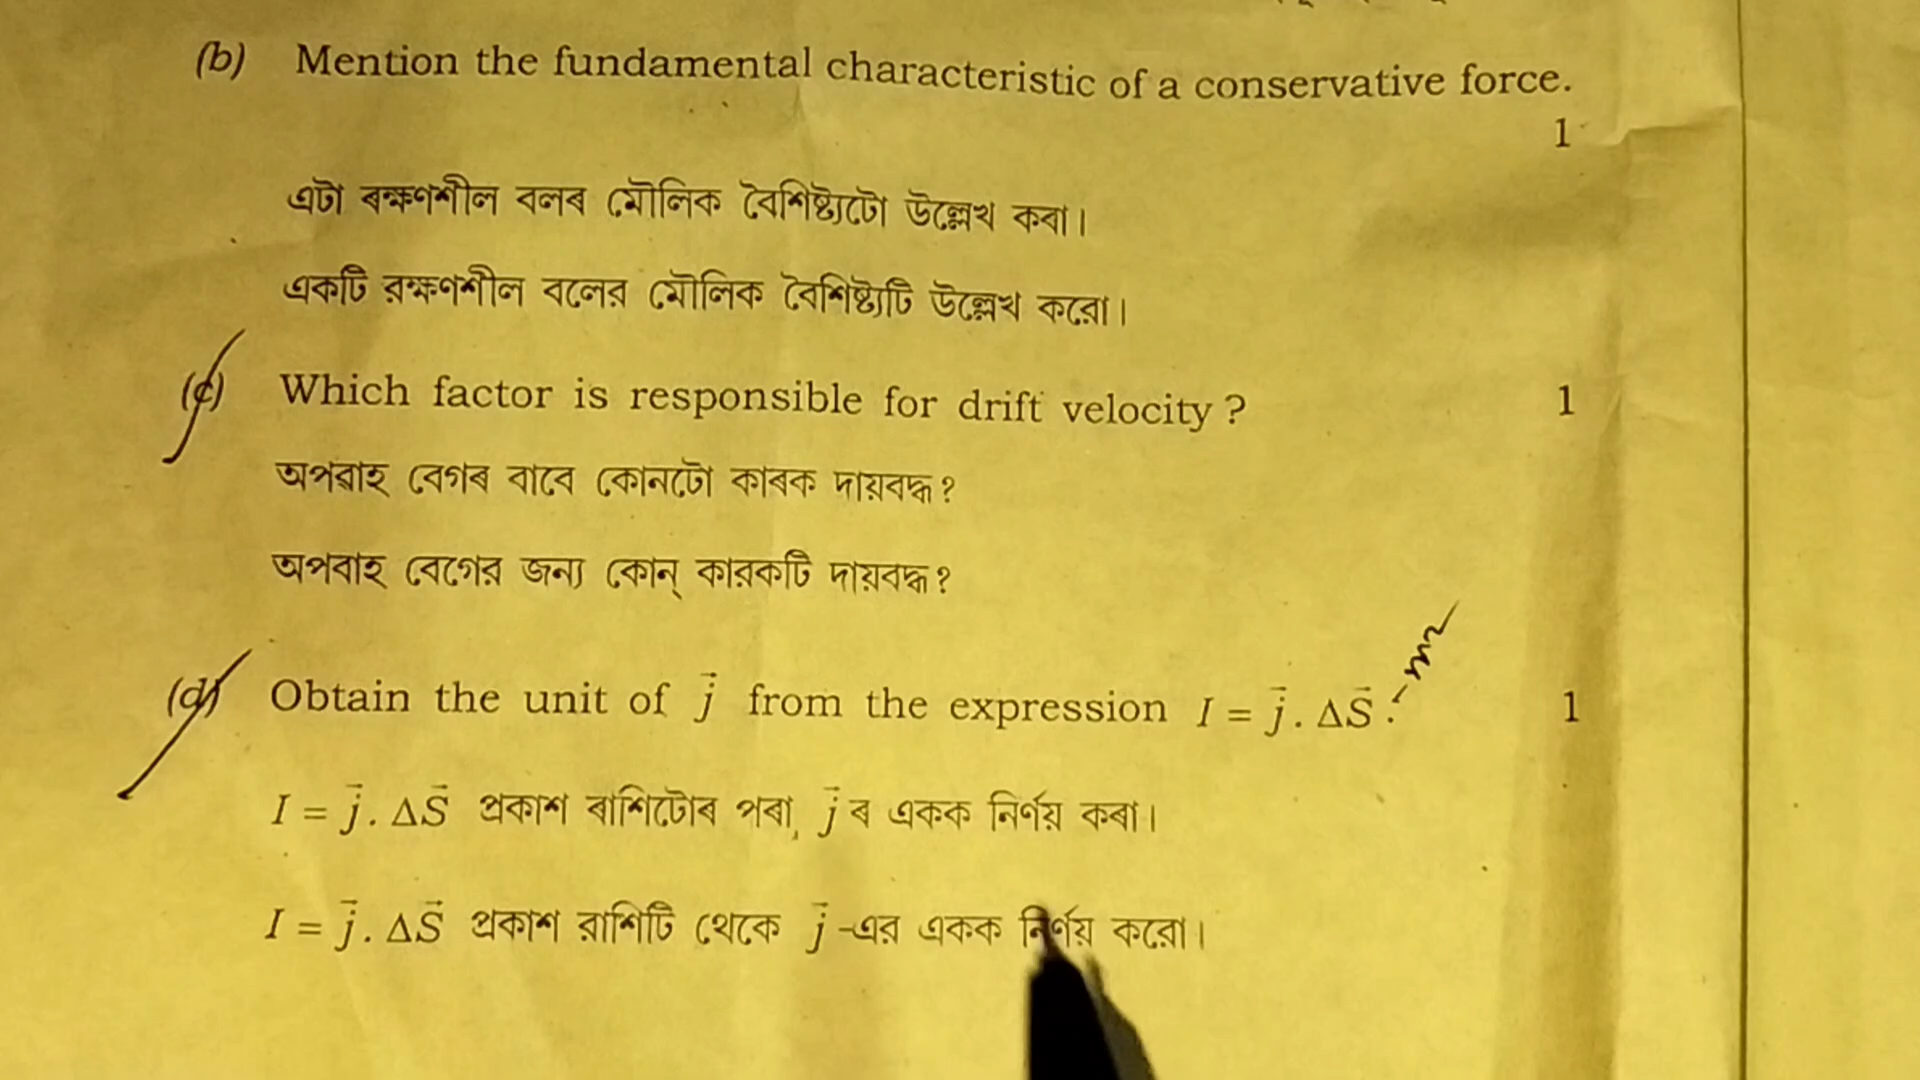 (b) Mention the fundamental characteristic of a conservative force.
1
এটা ৰক্ষণশীল বলৰ মৌলিক বৈশিষ্ট্যটো উল্লেখ কৰা।
একটি রক্ষণশীল বলের মৌলিক বৈশিষ্ট্যটি উল্লেখ করো।
(c) Which factor is responsible for drift velocity ? 1
অপৱাহ বেগৰ বাবে কোনটো কাৰক দায়বদ্ধ ?
অপবাহ বেগের জন্য কোন্ কারকটি দায়বদ্ধ ?
(d) Obtain the unit of j⃗ from the expression I = j⃗ . ΔS⃗ . 1
I = j⃗ . ΔS⃗ প্ৰকাশ ৰাশিটোৰ পৰা, j⃗ ৰ একক নিৰ্ণয় কৰা।
I = j⃗ . ΔS⃗ প্রকাশ রাশিটি থেকে j⃗ -এর একক নির্ণয় করো।